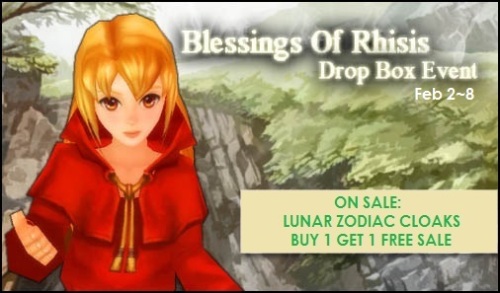 Blessings Of Rhisis
Drop Box Event
Feb 2~8
ON SALE:
LUNAR ZODIAC CLOAKS
BUY 1 GET 1 FREE SALE